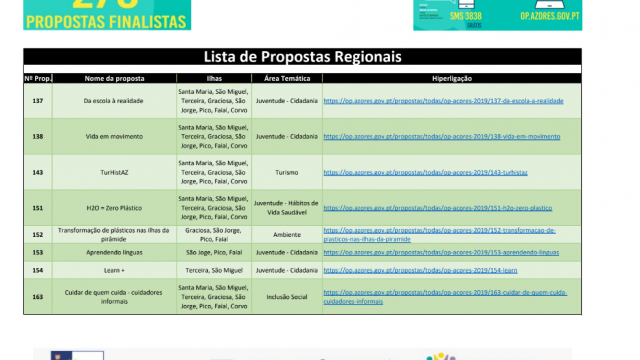 PROPOSTAS FINALISTAS
SMS 3838
OP.AZORES.GOV.PT
Lista de Propostas Regionais
Nº Prop. Nome da proposta Ilhas Área Temática Hiperligação
137 Da escola à realidade Santa Maria, São Miguel, Terceira, Graciosa, São Jorge, Pico, Faial, Corvo Juventude - Cidadania https://op.azores.gov.pt/propostas/todas/op-acores-2019/137-da-escola-a-realidade
138 Vida em movimento Santa Maria, São Miguel, Terceira, Graciosa, São Jorge, Pico, Faial, Corvo Juventude - Cidadania https://op.azores.gov.pt/propostas/todas/op-acores-2019/138-vida-em-movimento
143 TurHistAZ Santa Maria, São Miguel, Terceira, Graciosa, São Jorge, Pico, Faial, Corvo Turismo https://op.azores.gov.pt/propostas/todas/op-acores-2019/143-turhistaz
151 H2O = Zero Plástico Santa Maria, São Miguel, Terceira, Graciosa, São Jorge, Pico, Faial, Corvo Juventude - Hábitos de Vida Saudável https://op.azores.gov.pt/propostas/todas/op-acores-2019/151-h2o-zero-plastico
152 Transformação de plásticos nas ilhas da pirâmide Graciosa, São Jorge, Pico, Faial Ambiente https://op.azores.gov.pt/propostas/todas/op-acores-2019/152-transformacao-de-plasticos-nas-ilhas-da-piramide
153 Aprendendo línguas São Joge, Pico, Faial Juventude - Cidadania https://op.azores.gov.pt/propostas/todas/op-acores-2019/153-aprendendo-linguas
154 Learn + Terceira, São Miguel Juventude - Cidadania https://op.azores.gov.pt/propostas/todas/op-acores-2019/154-learn
163 Cuidar de quem cuida - cuidadores informais Santa Maria, São Miguel, Terceira, Graciosa, São Jorge, Pico, Faial, Corvo Inclusão Social https://op.azores.gov.pt/propostas/todas/op-acores-2019/163-cuidar-de-quem-cuida-cuidadores-informais